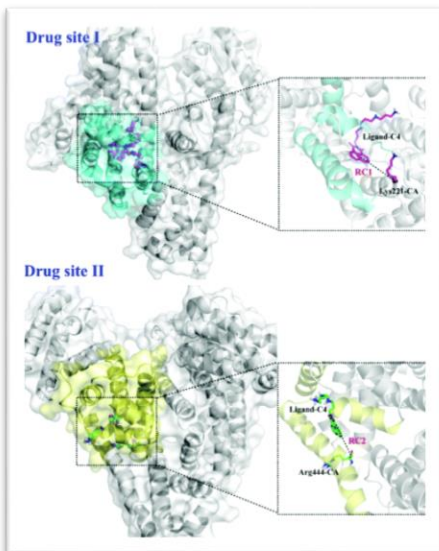 Drug site I
Ligand-C4
RC1
Lys221-CA
Drug site II
Ligand-C4
RC2
Arg444-CA